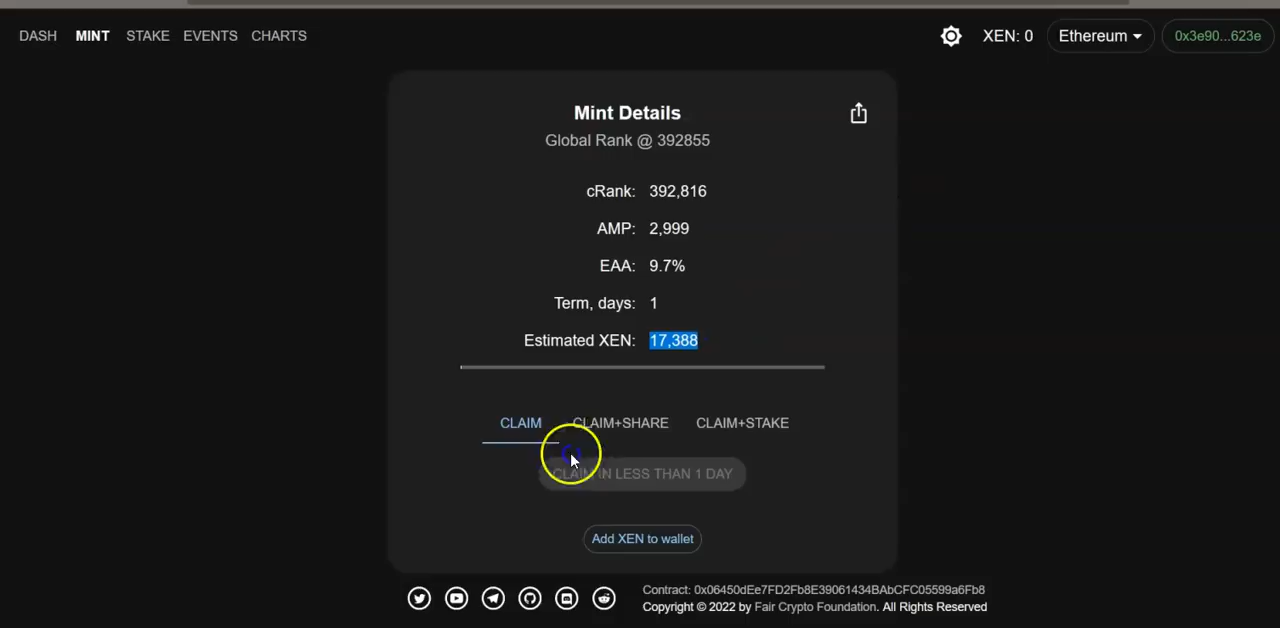 DASH MINT STAKE EVENTS CHARTS XEN: 0 Ethereum 0x3e90...623e
Mint Details
Global Rank @ 392855
cRank: 392,816
AMP: 2,999
EAA: 9.7%
Term, days: 1
Estimated XEN: 17,388
CLAIM CLAIM+SHARE CLAIM+STAKE
CLAIM IN LESS THAN 1 DAY
Add XEN to wallet
Contract: 0x06450dEe7FD2Fb8E39061434BAbCFC05599a6Fb8
Copyright © 2022 by Fair Crypto Foundation. All Rights Reserved